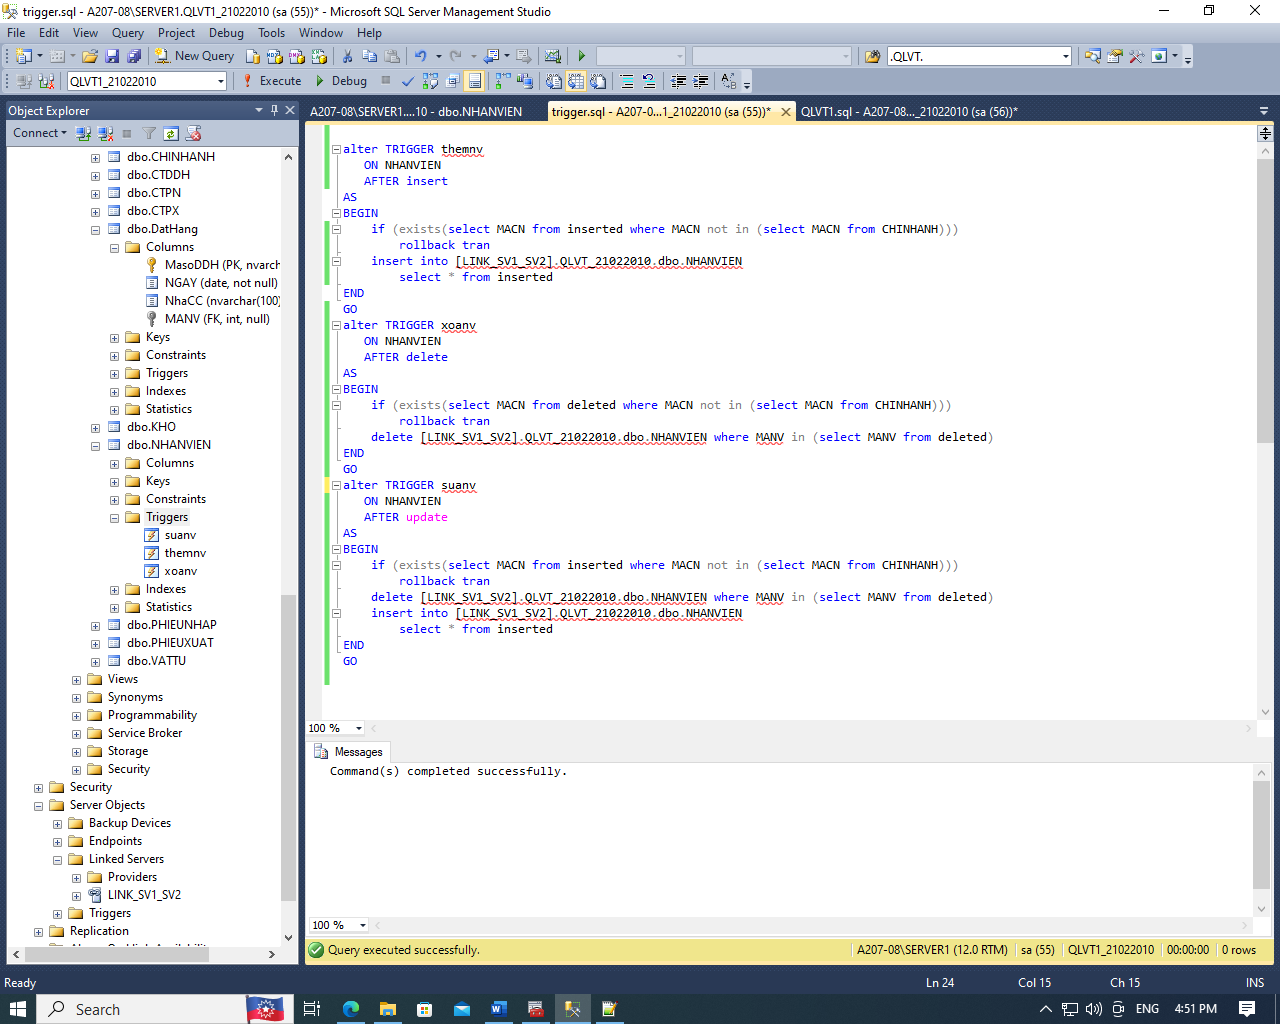 trigger.sql - A207-08\SERVER1.QLVT1_21022010 (sa (55))* - Microsoft SQL Server Management Studio
File Edit View Query Project Debug Tools Window Help
New Query .QLVT.
QLVT1_21022010 Execute Debug
Object Explorer
Connect
dbo.CHINHANH
dbo.CTDDH
dbo.CTPN
dbo.CTPX
dbo.DatHang
Columns
MasoDDH (PK, nvarch
NGAY (date, not null)
NhaCC (nvarchar(100)
MANV (FK, int, null)
Keys
Constraints
Triggers
Indexes
Statistics
dbo.KHO
dbo.NHANVIEN
Columns
Keys
Constraints
Triggers
suanv
themnv
xoanv
Indexes
Statistics
dbo.PHIEUNHAP
dbo.PHIEUXUAT
dbo.VATTU
Views
Synonyms
Programmability
Service Broker
Storage
Security
Security
Server Objects
Backup Devices
Endpoints
Linked Servers
Providers
LINK_SV1_SV2
Triggers
Replication
A207-08\SERVER1....10 - dbo.NHANVIEN trigger.sql - A207-0...1_21022010 (sa (55))* QLVT1.sql - A207-08..._21022010 (sa (56))*
alter TRIGGER themnv
ON NHANVIEN
AFTER insert
AS
BEGIN
if (exists(select MACN from inserted where MACN not in (select MACN from CHINHANH)))
rollback tran
insert into [LINK_SV1_SV2].QLVT_21022010.dbo.NHANVIEN
select * from inserted
END
GO
alter TRIGGER xoanv
ON NHANVIEN
AFTER delete
AS
BEGIN
if (exists(select MACN from deleted where MACN not in (select MACN from CHINHANH)))
rollback tran
delete [LINK_SV1_SV2].QLVT_21022010.dbo.NHANVIEN where MANV in (select MANV from deleted)
END
GO
alter TRIGGER suanv
ON NHANVIEN
AFTER update
AS
BEGIN
if (exists(select MACN from inserted where MACN not in (select MACN from CHINHANH)))
rollback tran
delete [LINK_SV1_SV2].QLVT_21022010.dbo.NHANVIEN where MANV in (select MANV from deleted)
insert into [LINK_SV1_SV2].QLVT_21022010.dbo.NHANVIEN
select * from inserted
END
GO
100 %
Messages
Command(s) completed successfully.
100 %
Query executed successfully. A207-08\SERVER1 (12.0 RTM) sa (55) QLVT1_21022010 00:00:00 0 rows
Ready Ln 24 Col 15 Ch 15 INS
Search ENG 4:51 PM